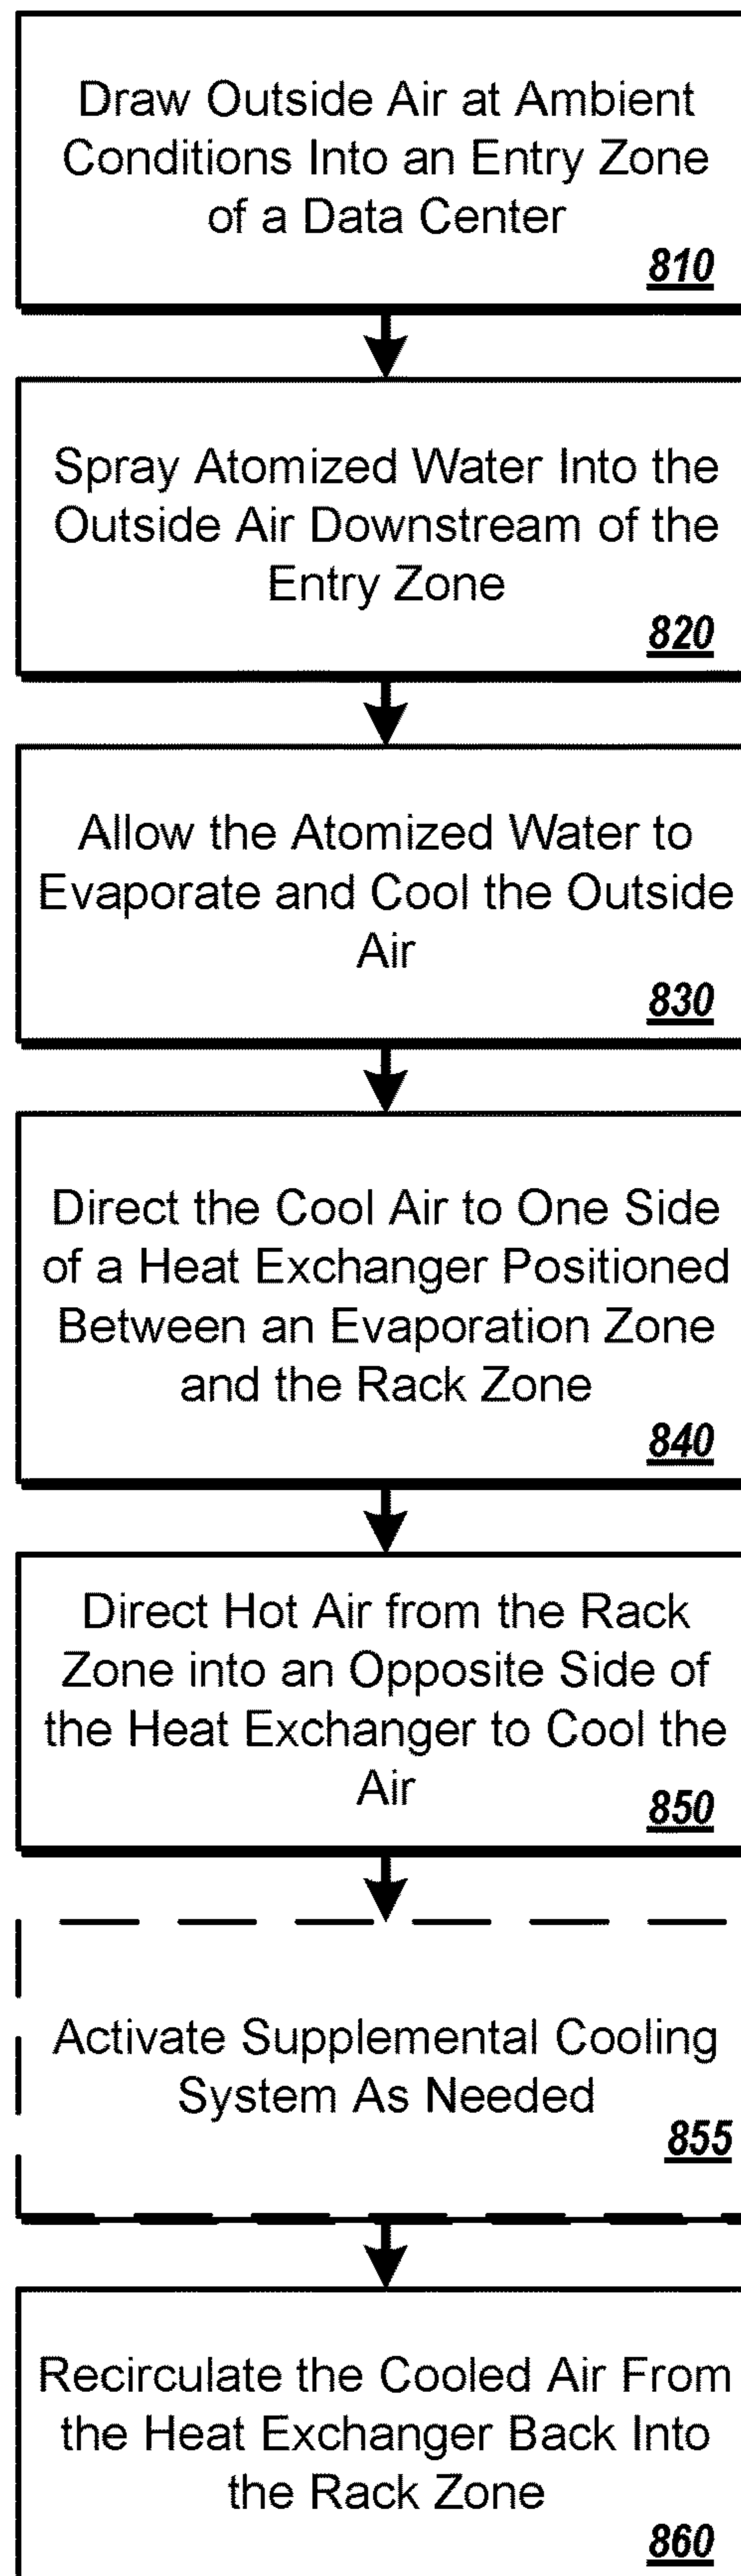 Draw Outside Air at Ambient
Conditions Into an Entry Zone
of a Data Center
810
Spray Atomized Water Into the
Outside Air Downstream of the
Entry Zone
820
Allow the Atomized Water to
Evaporate and Cool the Outside
Air
830
Direct the Cool Air to One Side
of a Heat Exchanger Positioned
Between an Evaporation Zone
and the Rack Zone
840
Direct Hot Air from the Rack
Zone into an Opposite Side of
the Heat Exchanger to Cool the
Air
850
Activate Supplemental Cooling
System As Needed
855
Recirculate the Cooled Air From
the Heat Exchanger Back Into
the Rack Zone
860